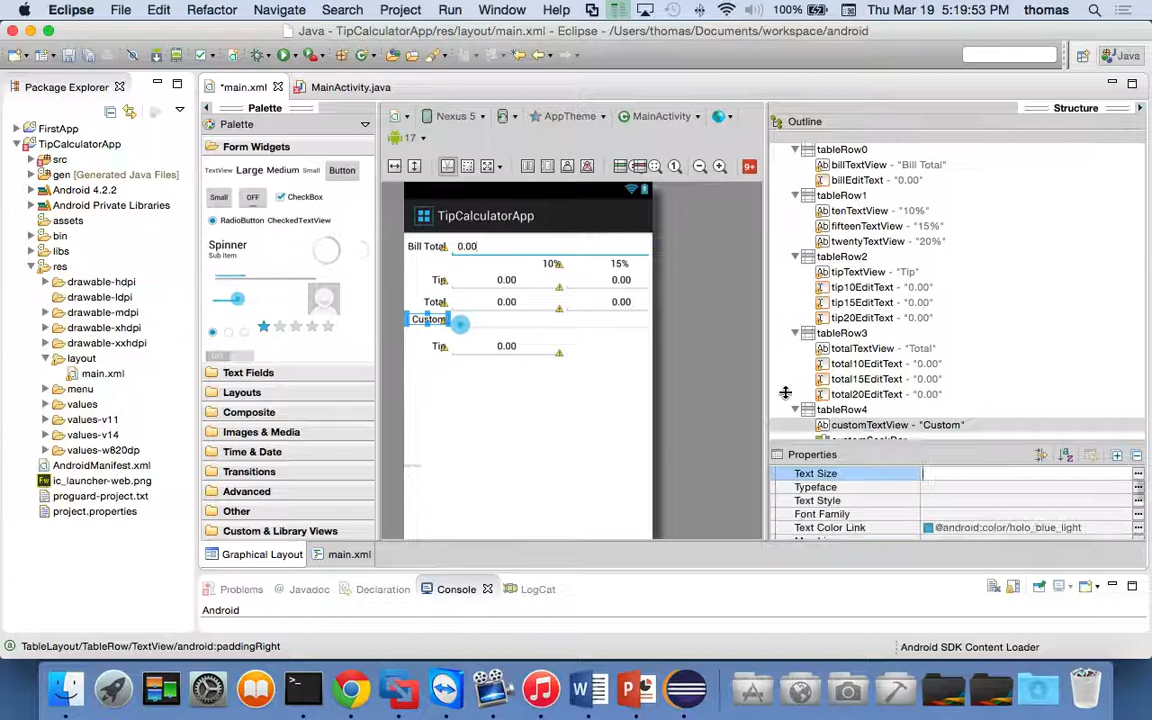 Eclipse File Edit Refactor Navigate Search Project Run Window Help 100% Thu Mar 19 5:19:53 PM thomas
Java - TipCalculatorApp/res/layout/main.xml - Eclipse - /Users/thomas/Documents/workspace/android
Java
Package Explorer
FirstApp
TipCalculatorApp
src
gen [Generated Java Files]
Android 4.2.2
Android Private Libraries
assets
bin
libs
res
drawable-hdpi
drawable-ldpi
drawable-mdpi
drawable-xhdpi
drawable-xxhdpi
layout
main.xml
menu
values
values-v11
values-v14
values-w820dp
AndroidManifest.xml
ic_launcher-web.png
proguard-project.txt
project.properties
*main.xml MainActivity.java
Palette
Palette
Form Widgets
TextView Large Medium Small Button
Small OFF CheckBox
RadioButton CheckedTextView
Spinner
Sub Item
OFF
Text Fields
Layouts
Composite
Images & Media
Time & Date
Transitions
Advanced
Other
Custom & Library Views
Graphical Layout main.xml
Nexus 5 AppTheme MainActivity
17
1
9+
TipCalculatorApp
Bill Total 0.00
10% 15%
Tip 0.00 0.00
Total 0.00 0.00
Custom
Tip 0.00
Structure
Outline
tableRow0
billTextView - "Bill Total"
billEditText - "0.00"
tableRow1
tenTextView - "10%"
fifteenTextView - "15%"
twentyTextView - "20%"
tableRow2
tipTextView - "Tip"
tip10EditText - "0.00"
tip15EditText - "0.00"
tip20EditText - "0.00"
tableRow3
totalTextView - "Total"
total10EditText - "0.00"
total15EditText - "0.00"
total20EditText - "0.00"
tableRow4
customTextView - "Custom"
Properties
Text Size
Typeface
Text Style
Font Family
Text Color Link @android:color/holo_blue_light
Problems Javadoc Declaration Console LogCat
Android
TableLayout/TableRow/TextView/android:paddingRight
Android SDK Content Loader